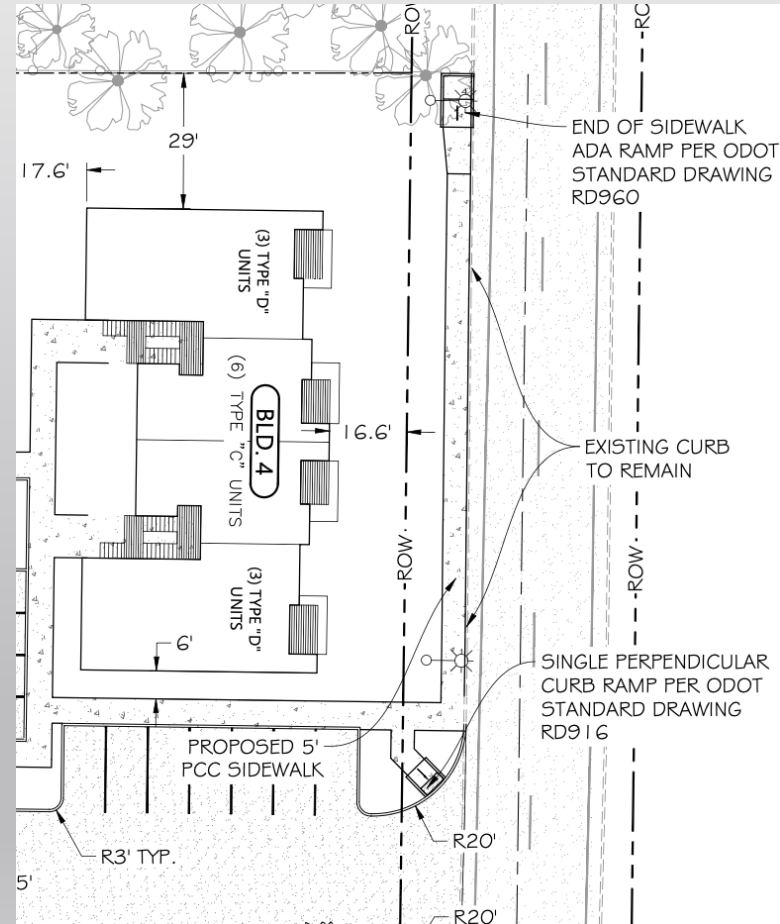 ROW
RO
29'
17.6'
END OF SIDEWALK
ADA RAMP PER ODOT
STANDARD DRAWING
RD960
(3) TYPE "D"
UNITS
(6) TYPE "C" UNITS
BLD. 4
16.6'
EXISTING CURB
TO REMAIN
ROW
ROW
(3) TYPE "D"
UNITS
6'
SINGLE PERPENDICULAR
CURB RAMP PER ODOT
STANDARD DRAWING
RD916
PROPOSED 5'
PCC SIDEWALK
R20'
R3' TYP.
5'
R20'